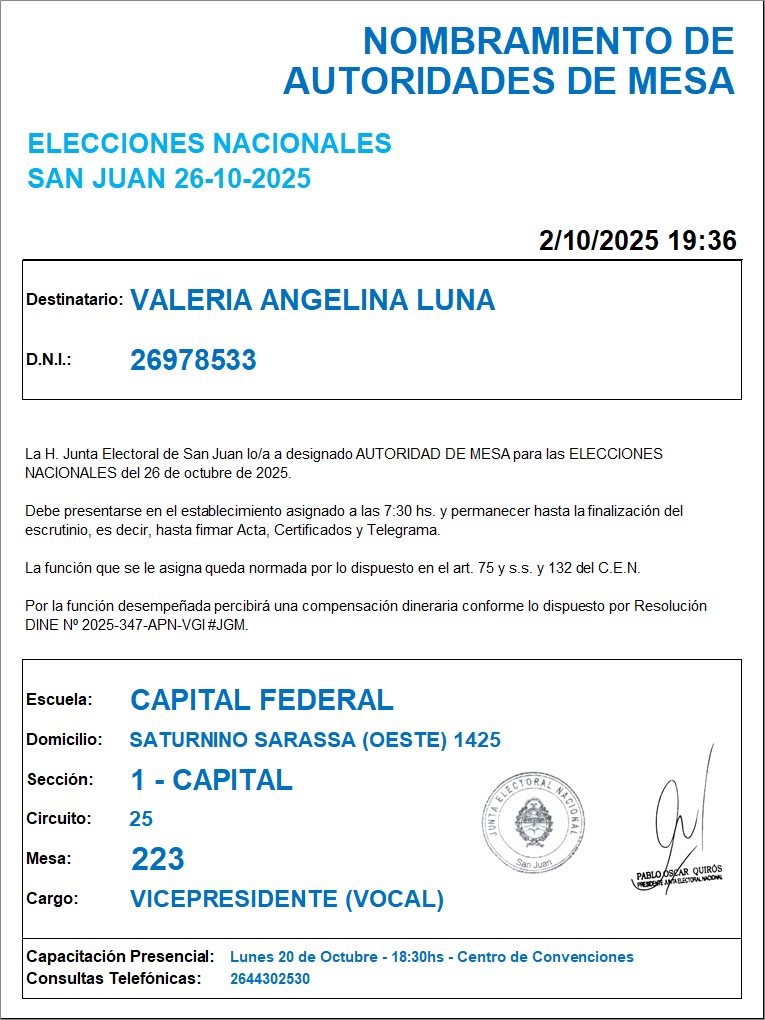 NOMBRAMIENTO DE
AUTORIDADES DE MESA
ELECCIONES NACIONALES
SAN JUAN 26-10-2025
2/10/2025 19:36
Destinatario: VALERIA ANGELINA LUNA
D.N.I.: 26978533
La H. Junta Electoral de San Juan lo/a a designado AUTORIDAD DE MESA para las ELECCIONES
NACIONALES del 26 de octubre de 2025.
Debe presentarse en el establecimiento asignado a las 7:30 hs. y permanecer hasta la finalización del
escrutinio, es decir, hasta firmar Acta, Certificados y Telegrama.
La función que se le asigna queda normada por lo dispuesto en el art. 75 y s.s. y 132 del C.E.N.
Por la función desempeñada percibirá una compensación dineraria conforme lo dispuesto por Resolución
DINE Nº 2025-347-APN-VGI#JGM.
Escuela: CAPITAL FEDERAL
Domicilio: SATURNINO SARASSA (OESTE) 1425
Sección: 1 - CAPITAL
Circuito: 25
Mesa: 223
Cargo: VICEPRESIDENTE (VOCAL)
JUNTA ELECTORAL NACIONAL
San Juan
PABLO OSCAR QUIRÓS
PRESIDENTE JUNTA ELECTORAL NACIONAL
Capacitación Presencial: Lunes 20 de Octubre - 18:30hs - Centro de Convenciones
Consultas Telefónicas: 2644302530